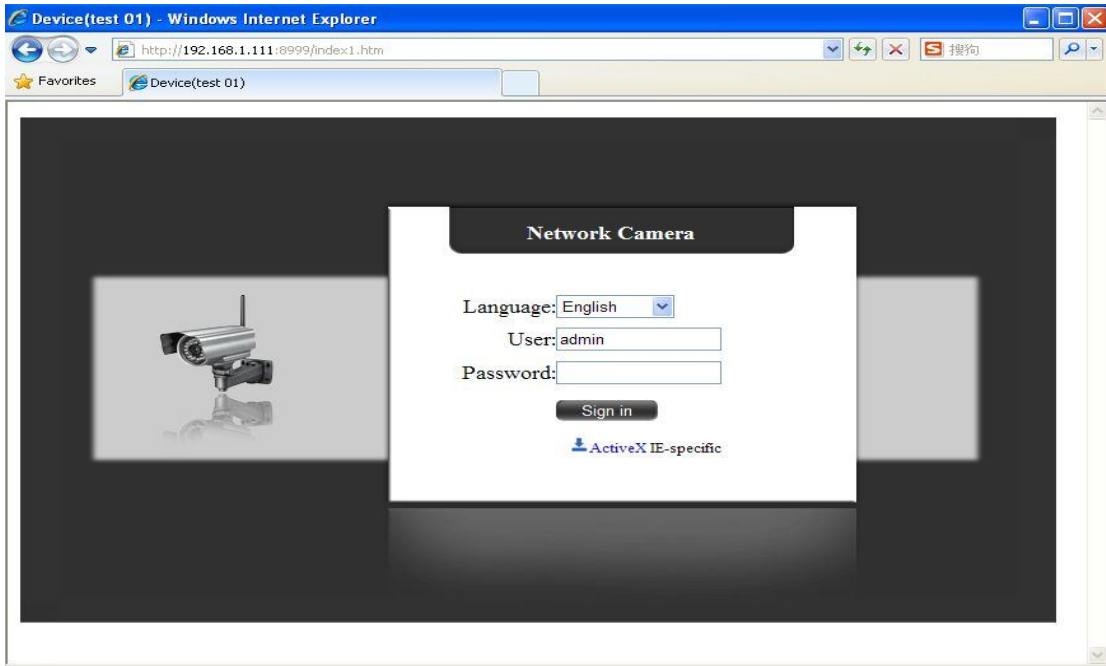 Device(test 01) - Windows Internet Explorer
http://192.168.1.111:8999/index1.htm
搜狗
Favorites
Device(test 01)
Network Camera
Language: English
User: admin
Password:
Sign in
ActiveX IE-specific